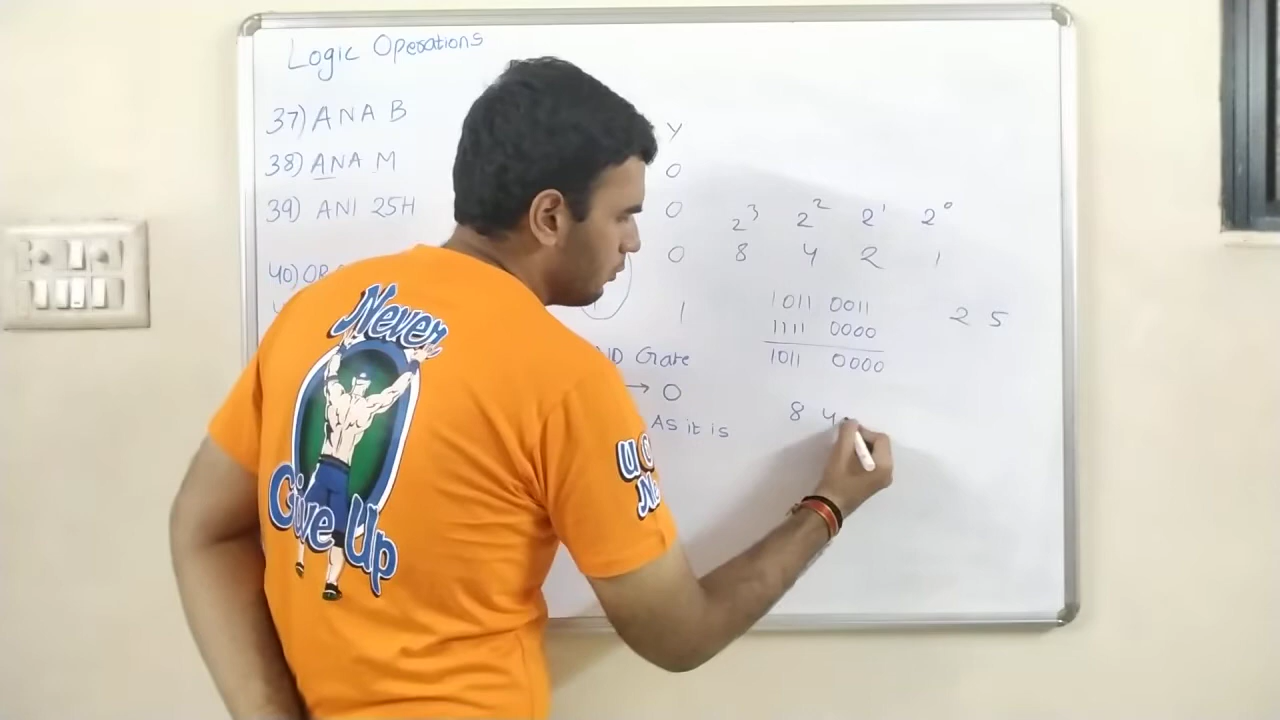 Logic Operations
37) ANA B
38) ANA M
39) ANI 25H
40) OR
Y
0
0
0
1
Gate
→ 0
As it is
2³ 2² 2¹ 2⁰
8 4 2 1
1011 0011
1111 0000
1011 0000
2 5
8 4
Never
Give Up